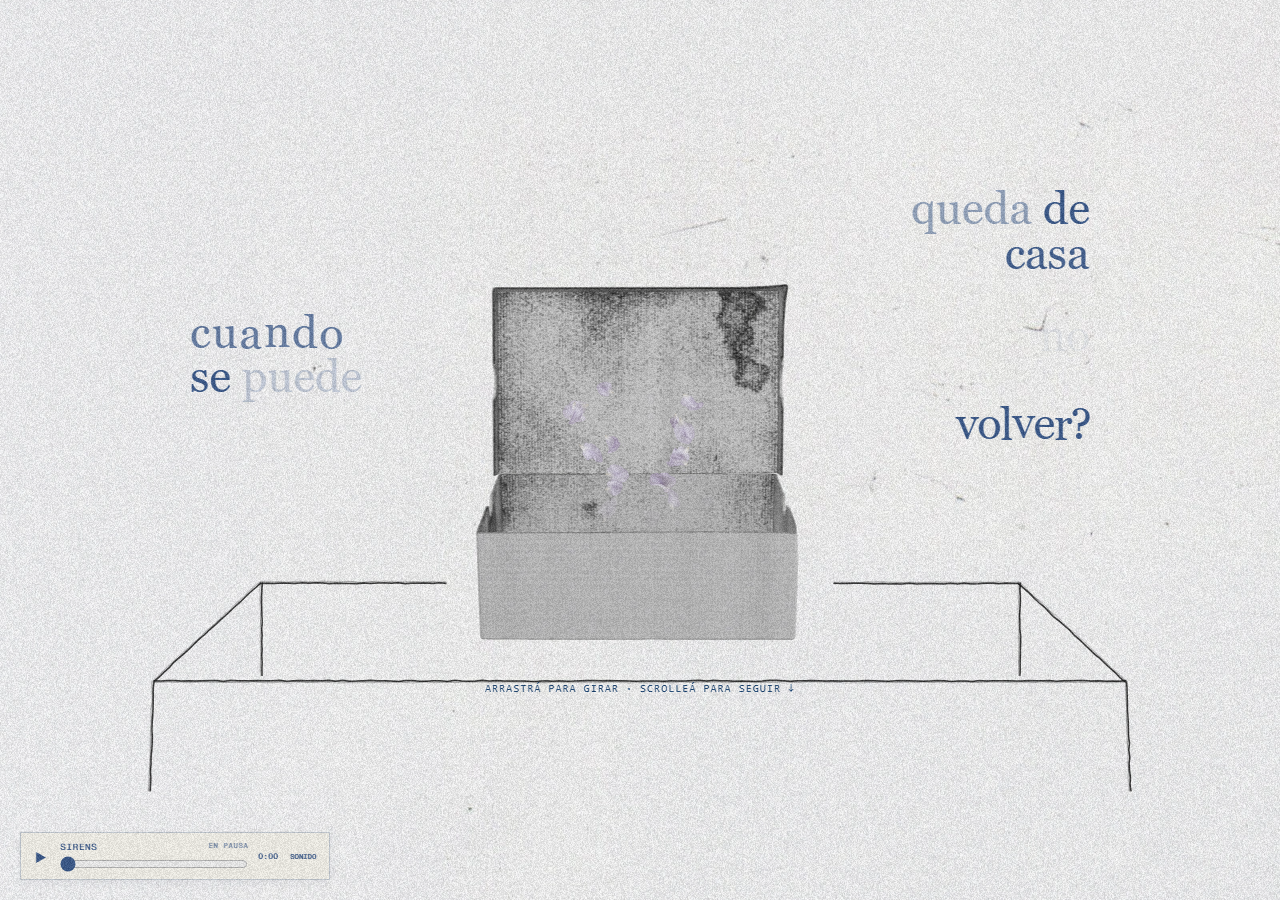 cuando
se puede
queda de
casa
no
volver?
ARRASTRÁ PARA GIRAR · SCROLLEÁ PARA SEGUIR ↓
SIRENS
EN PAUSA
0:00
SONIDO